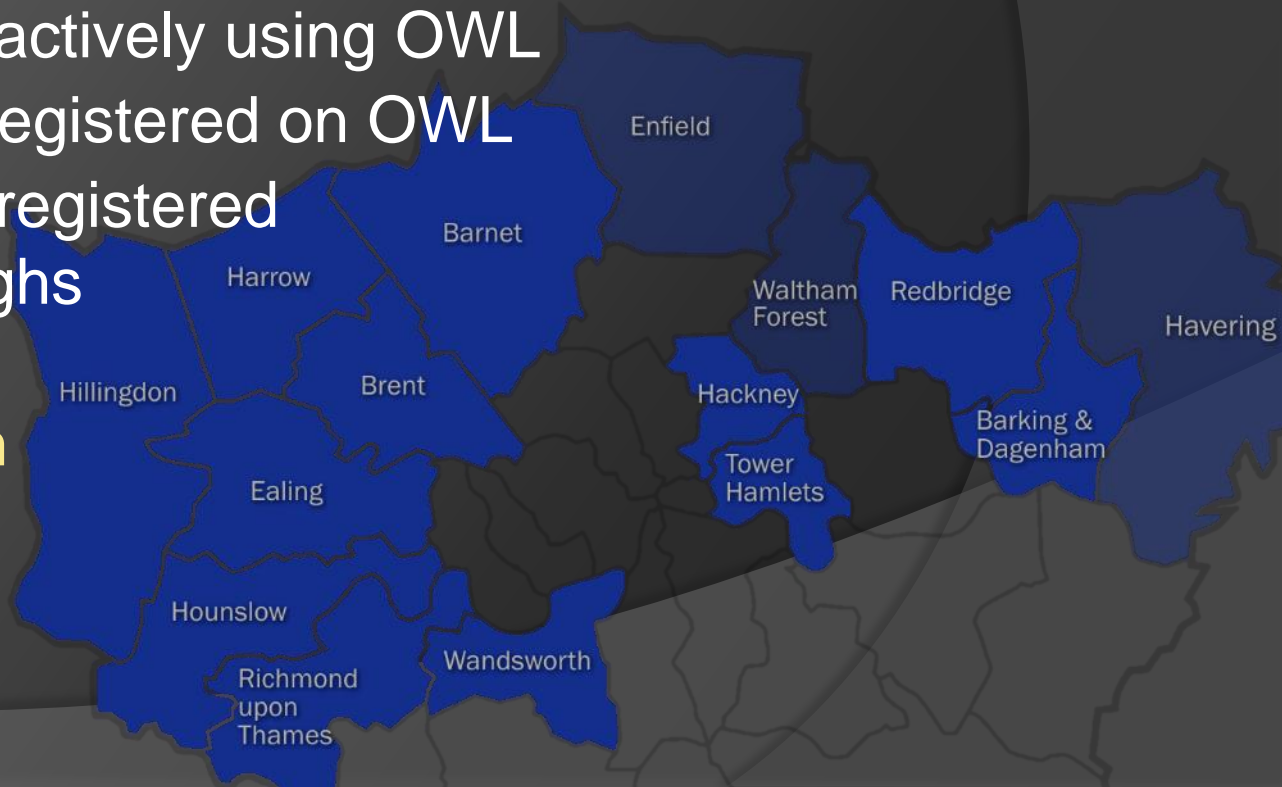 actively using OWL
egistered on OWL
registered
ghs
n
Enfield
Barnet
Harrow
Waltham
Forest
Redbridge
Havering
Hillingdon
Brent
Hackney
Barking &
Dagenham
Tower
Hamlets
Ealing
Hounslow
Wandsworth
Richmond
upon
Thames